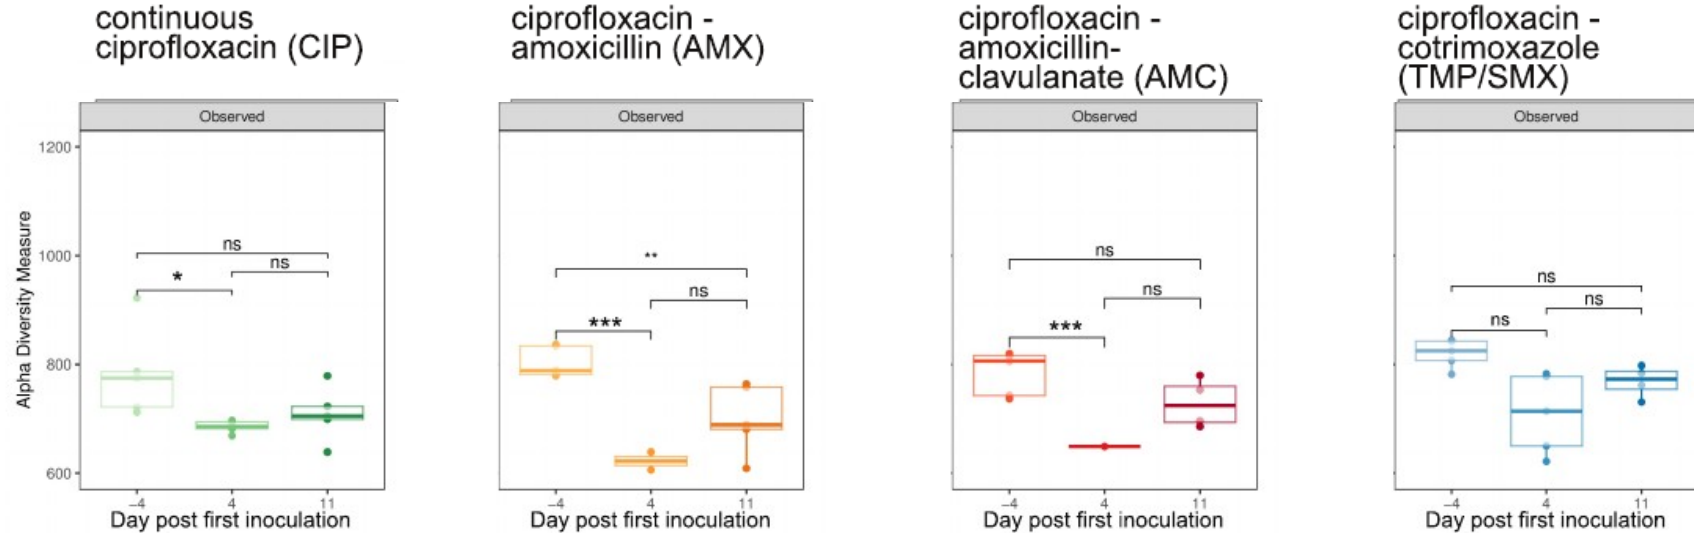 continuous
ciprofloxacin (CIP)
ciprofloxacin -
amoxicillin (AMX)
ciprofloxacin -
amoxicillin-
clavulanate (AMC)
ciprofloxacin -
cotrimoxazole
(TMP/SMX)
Observed
Observed
Observed
Observed
Alpha Diversity Measure
1200
1000
800
600
ns
ns
*
**
ns
***
ns
ns
***
ns
ns
ns
−4 4 11
−4 4 11
−4 4 11
−4 4 11
Day post first inoculation
Day post first inoculation
Day post first inoculation
Day post first inoculation